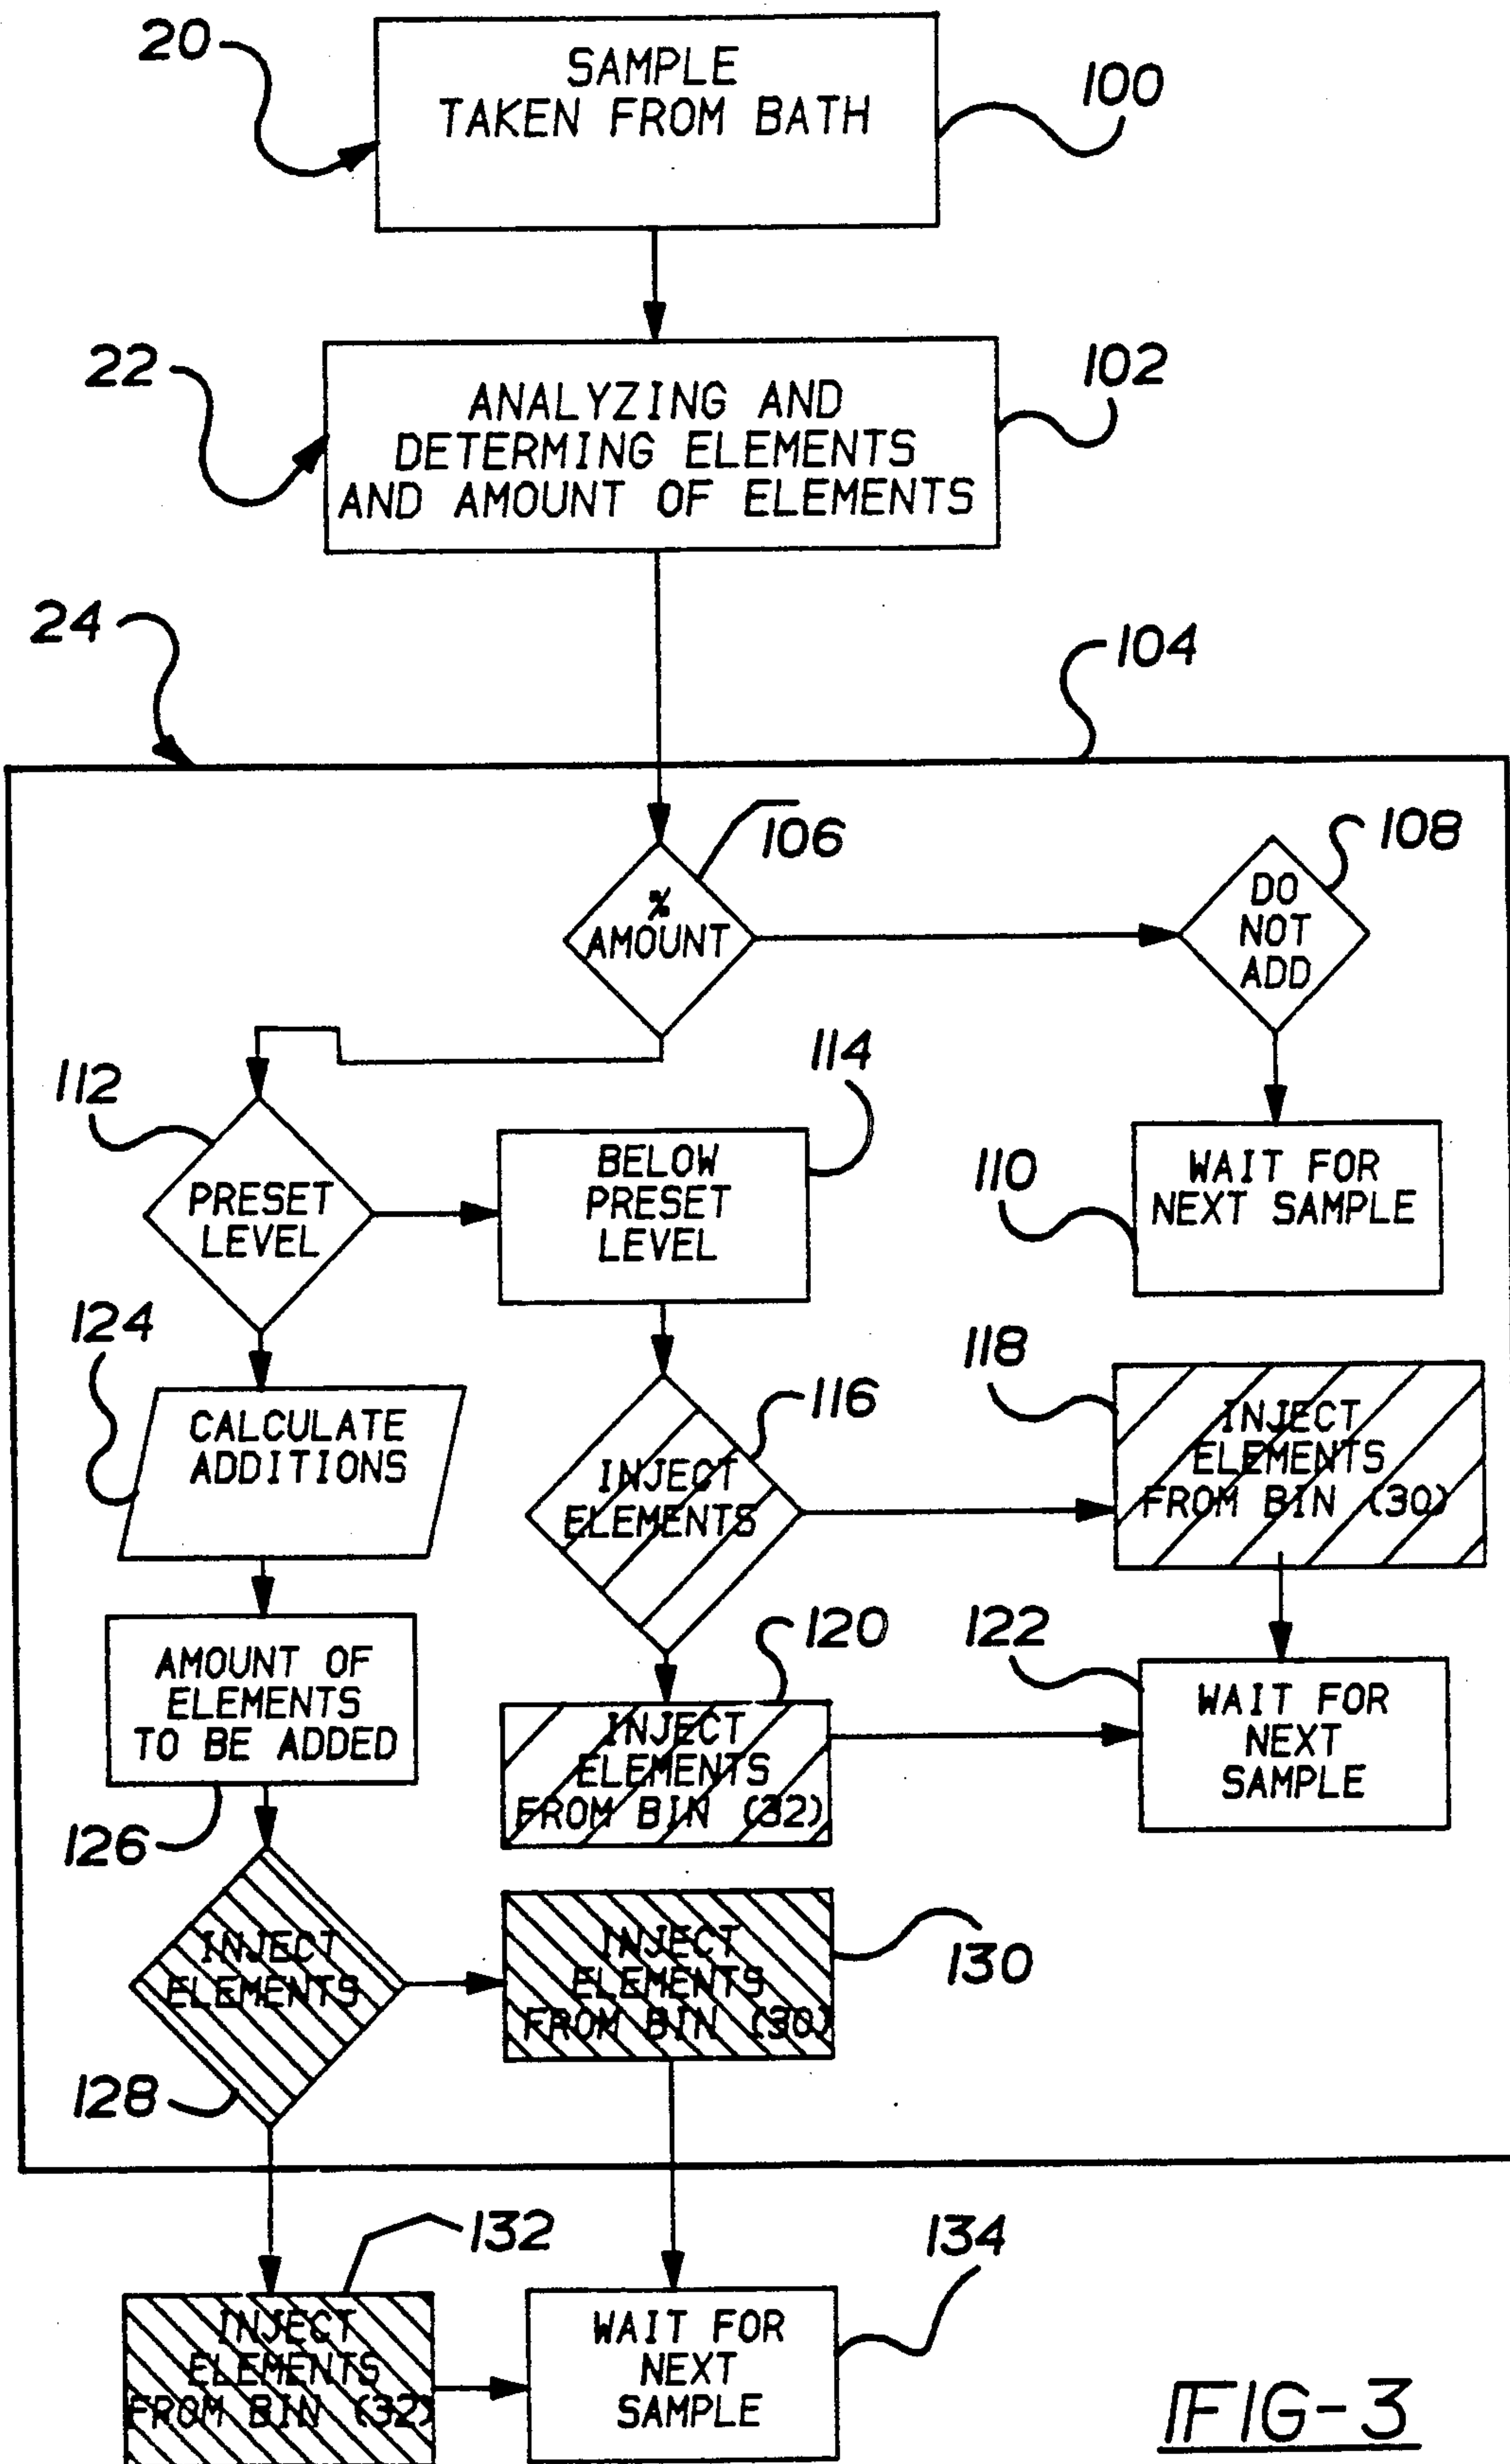 20
SAMPLE
TAKEN FROM BATH
100
22
ANALYZING AND
DETERMING ELEMENTS
AND AMOUNT OF ELEMENTS
102
24
104
106
%
AMOUNT
108
DO
NOT
ADD
112
PRESET
LEVEL
114
BELOW
PRESET
LEVEL
110
WAIT FOR
NEXT SAMPLE
124
CALCULATE
ADDITIONS
116
INJECT
ELEMENTS
118
INJECT
ELEMENTS
FROM BIN (30)
AMOUNT OF
ELEMENTS
TO BE ADDED
126
120
INJECT
ELEMENTS
FROM BIN (32)
122
WAIT FOR
NEXT
SAMPLE
INJECT
ELEMENTS
128
INJECT
ELEMENTS
FROM BIN (30)
130
132
INJECT
ELEMENTS
FROM BIN (32)
134
WAIT FOR
NEXT
SAMPLE
FIG-3